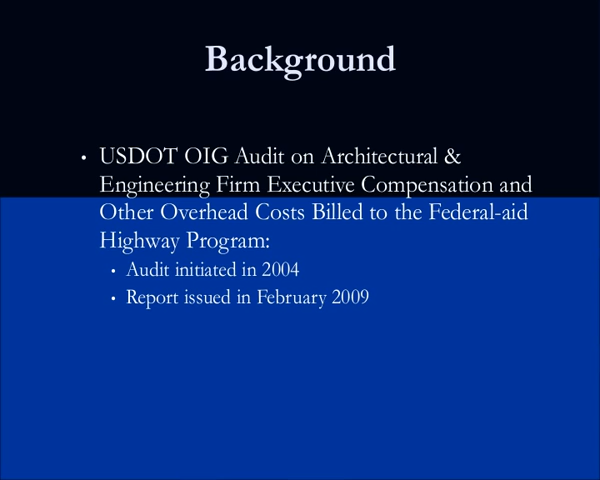 Background
• USDOT OIG Audit on Architectural &
Engineering Firm Executive Compensation and
Other Overhead Costs Billed to the Federal-aid
Highway Program:
• Audit initiated in 2004
• Report issued in February 2009